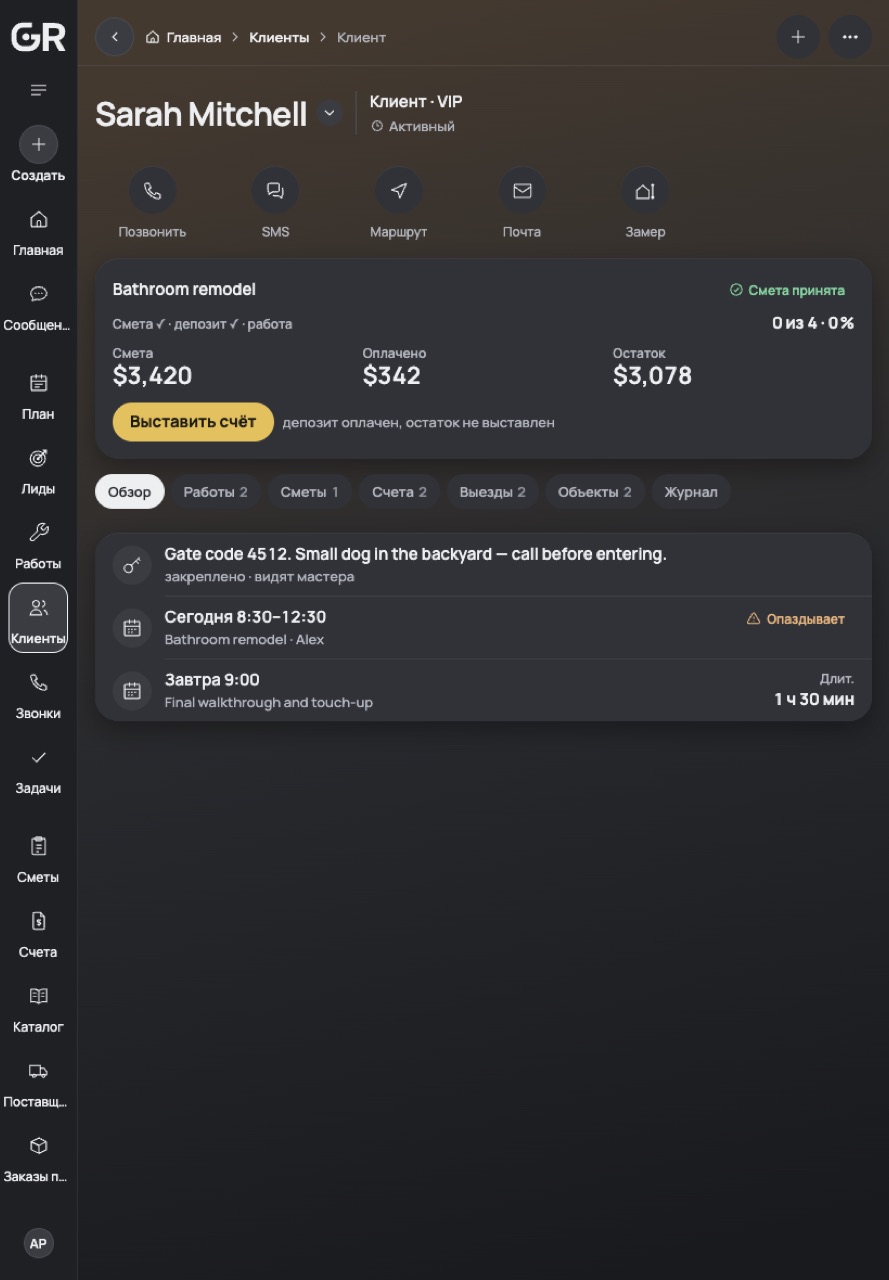 GR
Главная
Клиенты
Клиент
Sarah Mitchell
Клиент · VIP
Активный
Позвонить
SMS
Маршрут
Почта
Замер
Bathroom remodel
Смета принята
Смета ✓ · депозит ✓ · работа
0 из 4 · 0%
Смета
Оплачено
Остаток
$3,420
$342
$3,078
Выставить счёт
депозит оплачен, остаток не выставлен
Обзор
Работы 2
Сметы 1
Счета 2
Выезды 2
Объекты 2
Журнал
Gate code 4512. Small dog in the backyard — call before entering.
закреплено · видят мастера
Сегодня 8:30–12:30
Опаздывает
Bathroom remodel · Alex
Завтра 9:00
Длит.
Final walkthrough and touch-up
1 ч 30 мин
Создать
Главная
Сообщен...
План
Лиды
Работы
Клиенты
Звонки
Задачи
Сметы
Счета
Каталог
Поставщ...
Заказы п...
AP